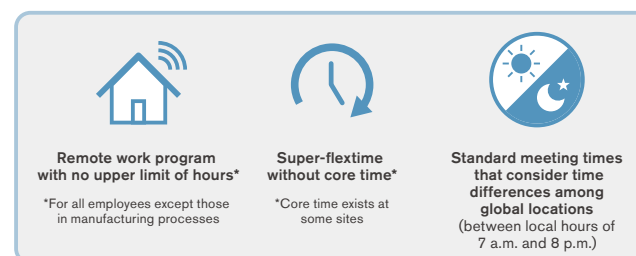 Remote work program
with no upper limit of hours*
*For all employees except those
in manufacturing processes
Super-flextime
without core time*
*Core time exists at
some sites
Standard meeting times
that consider time
differences among
global locations
(between local hours of
7 a.m. and 8 p.m.)